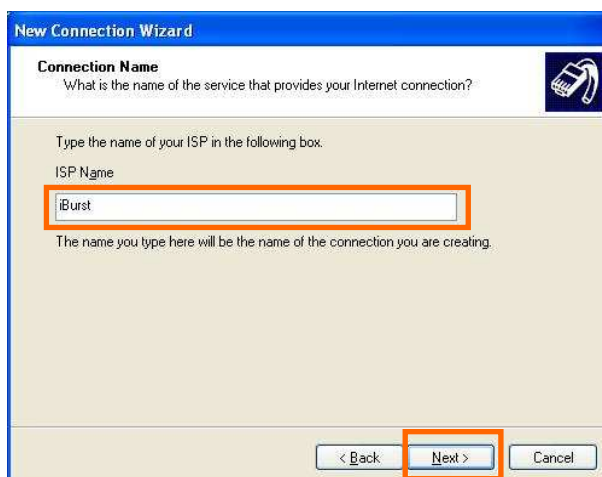 New Connection Wizard
Connection Name
What is the name of the service that provides your Internet connection?
Type the name of your ISP in the following box.
ISP Name
iBurst
The name you type here will be the name of the connection you are creating.
< Back Next > Cancel